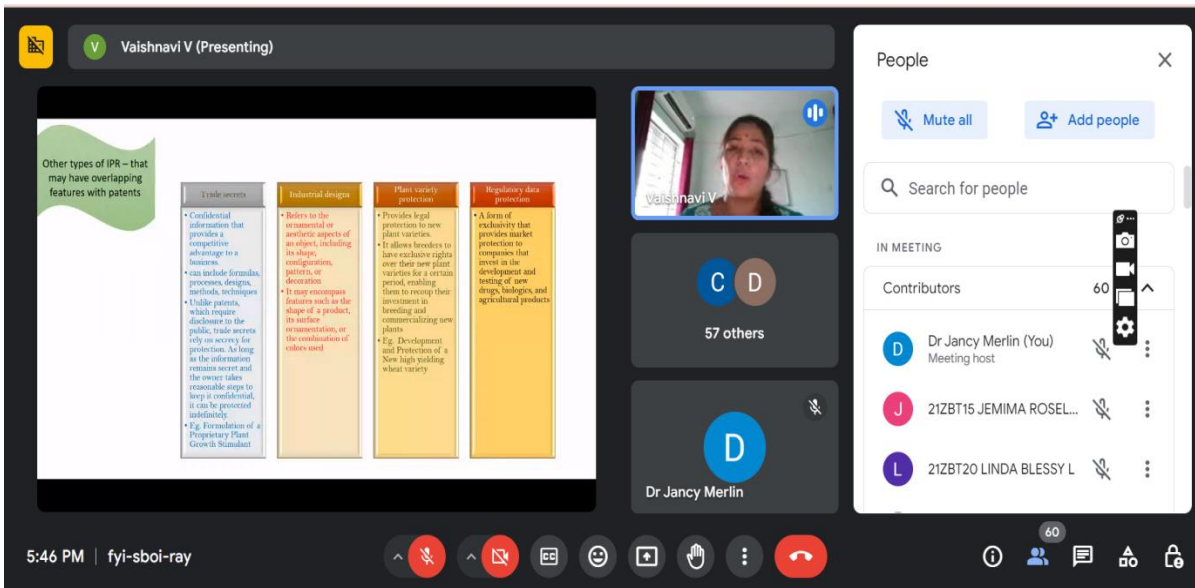 V
Vaishnavi V (Presenting)
Other types of IPR – that
may have overlapping
features with patents
Trade secrets
• Confidential
information that
provides a
competitive
advantage to a
business.
• can include formulas,
processes, designs,
methods, techniques
• Unlike patents,
which require
disclosure to the
public, trade secrets
rely on secrecy for
protection. As long
as the information
remains secret and
the owner takes
reasonable steps to
keep it confidential,
it can be protected
indefinitely.
• Eg. Formulation of a
Proprietary Plant
Growth Stimulant
Industrial designs
• Refers to the
ornamental or
aesthetic aspects of
an object, including
its shape,
configuration,
pattern, or
decoration
• It may encompass
features such as the
shape of a product,
its surface
ornamentation, or
the combination of
colors used
Plant variety
protection
• Provides legal
protection to new
plant varieties.
• It allows breeders to
have exclusive rights
over their new plant
varieties for a certain
period, enabling
them to recoup their
investment in
breeding and
commercializing new
plants
• Eg. Development
and Protection of a
New high yielding
wheat variety
Regulatory data
protection
• A form of
exclusivity that
provides market
protection to
companies that
invest in the
development and
testing of new
drugs, biologics, and
agricultural products
Vaishnavi V
C D
57 others
D
Dr Jancy Merlin
People
Mute all
Add people
Search for people
IN MEETING
Contributors 60
D
Dr Jancy Merlin (You)
Meeting host
J
21ZBT15 JEMIMA ROSEL...
L
21ZBT20 LINDA BLESSY L
5:46 PM | fyi-sboi-ray
CC
60